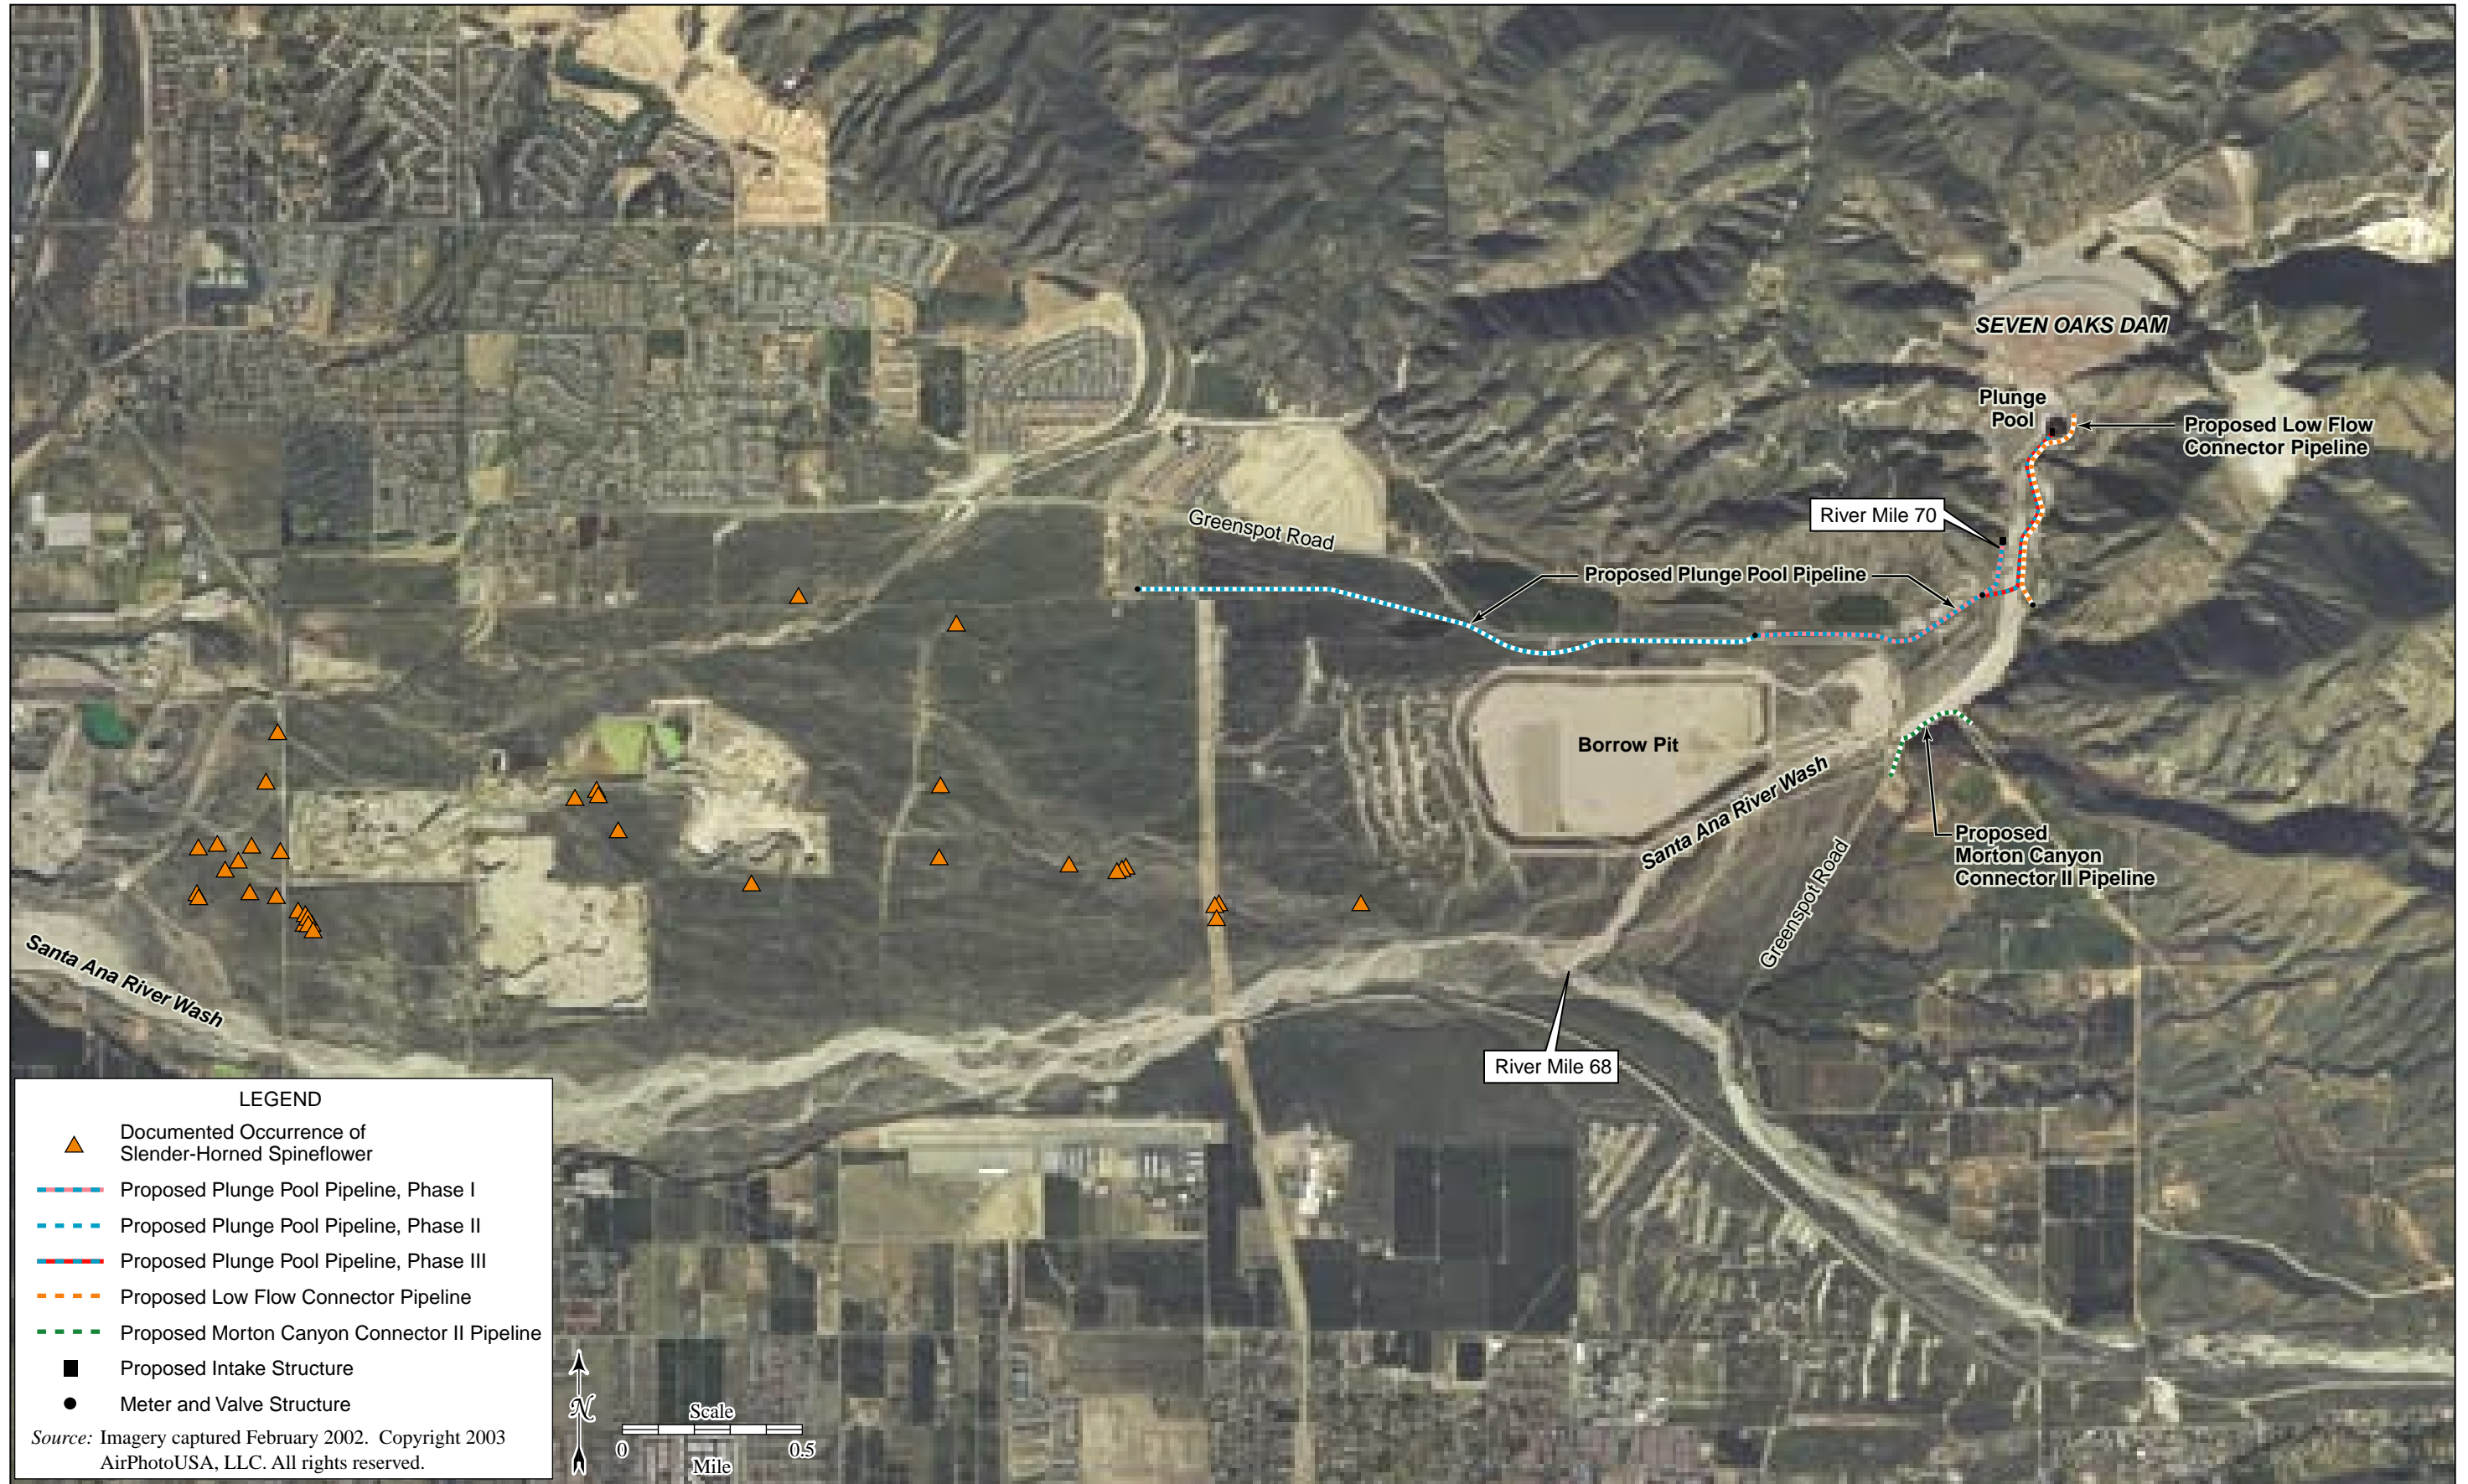 SEVEN OAKS DAM
Plunge
Pool
Proposed Low Flow
Connector Pipeline
River Mile 70
Greenspot Road
Proposed Plunge Pool Pipeline
Borrow Pit
Santa Ana River Wash
Proposed
Morton Canyon
Connector II Pipeline
Greenspot Road
Santa Ana River Wash
River Mile 68
LEGEND
Documented Occurrence of
Slender-Horned Spineflower
Proposed Plunge Pool Pipeline, Phase I
Proposed Plunge Pool Pipeline, Phase II
Proposed Plunge Pool Pipeline, Phase III
Proposed Low Flow Connector Pipeline
Proposed Morton Canyon Connector II Pipeline
Proposed Intake Structure
Meter and Valve Structure
Source: Imagery captured February 2002. Copyright 2003
AirPhotoUSA, LLC. All rights reserved.
N
Scale
0 0.5
Mile